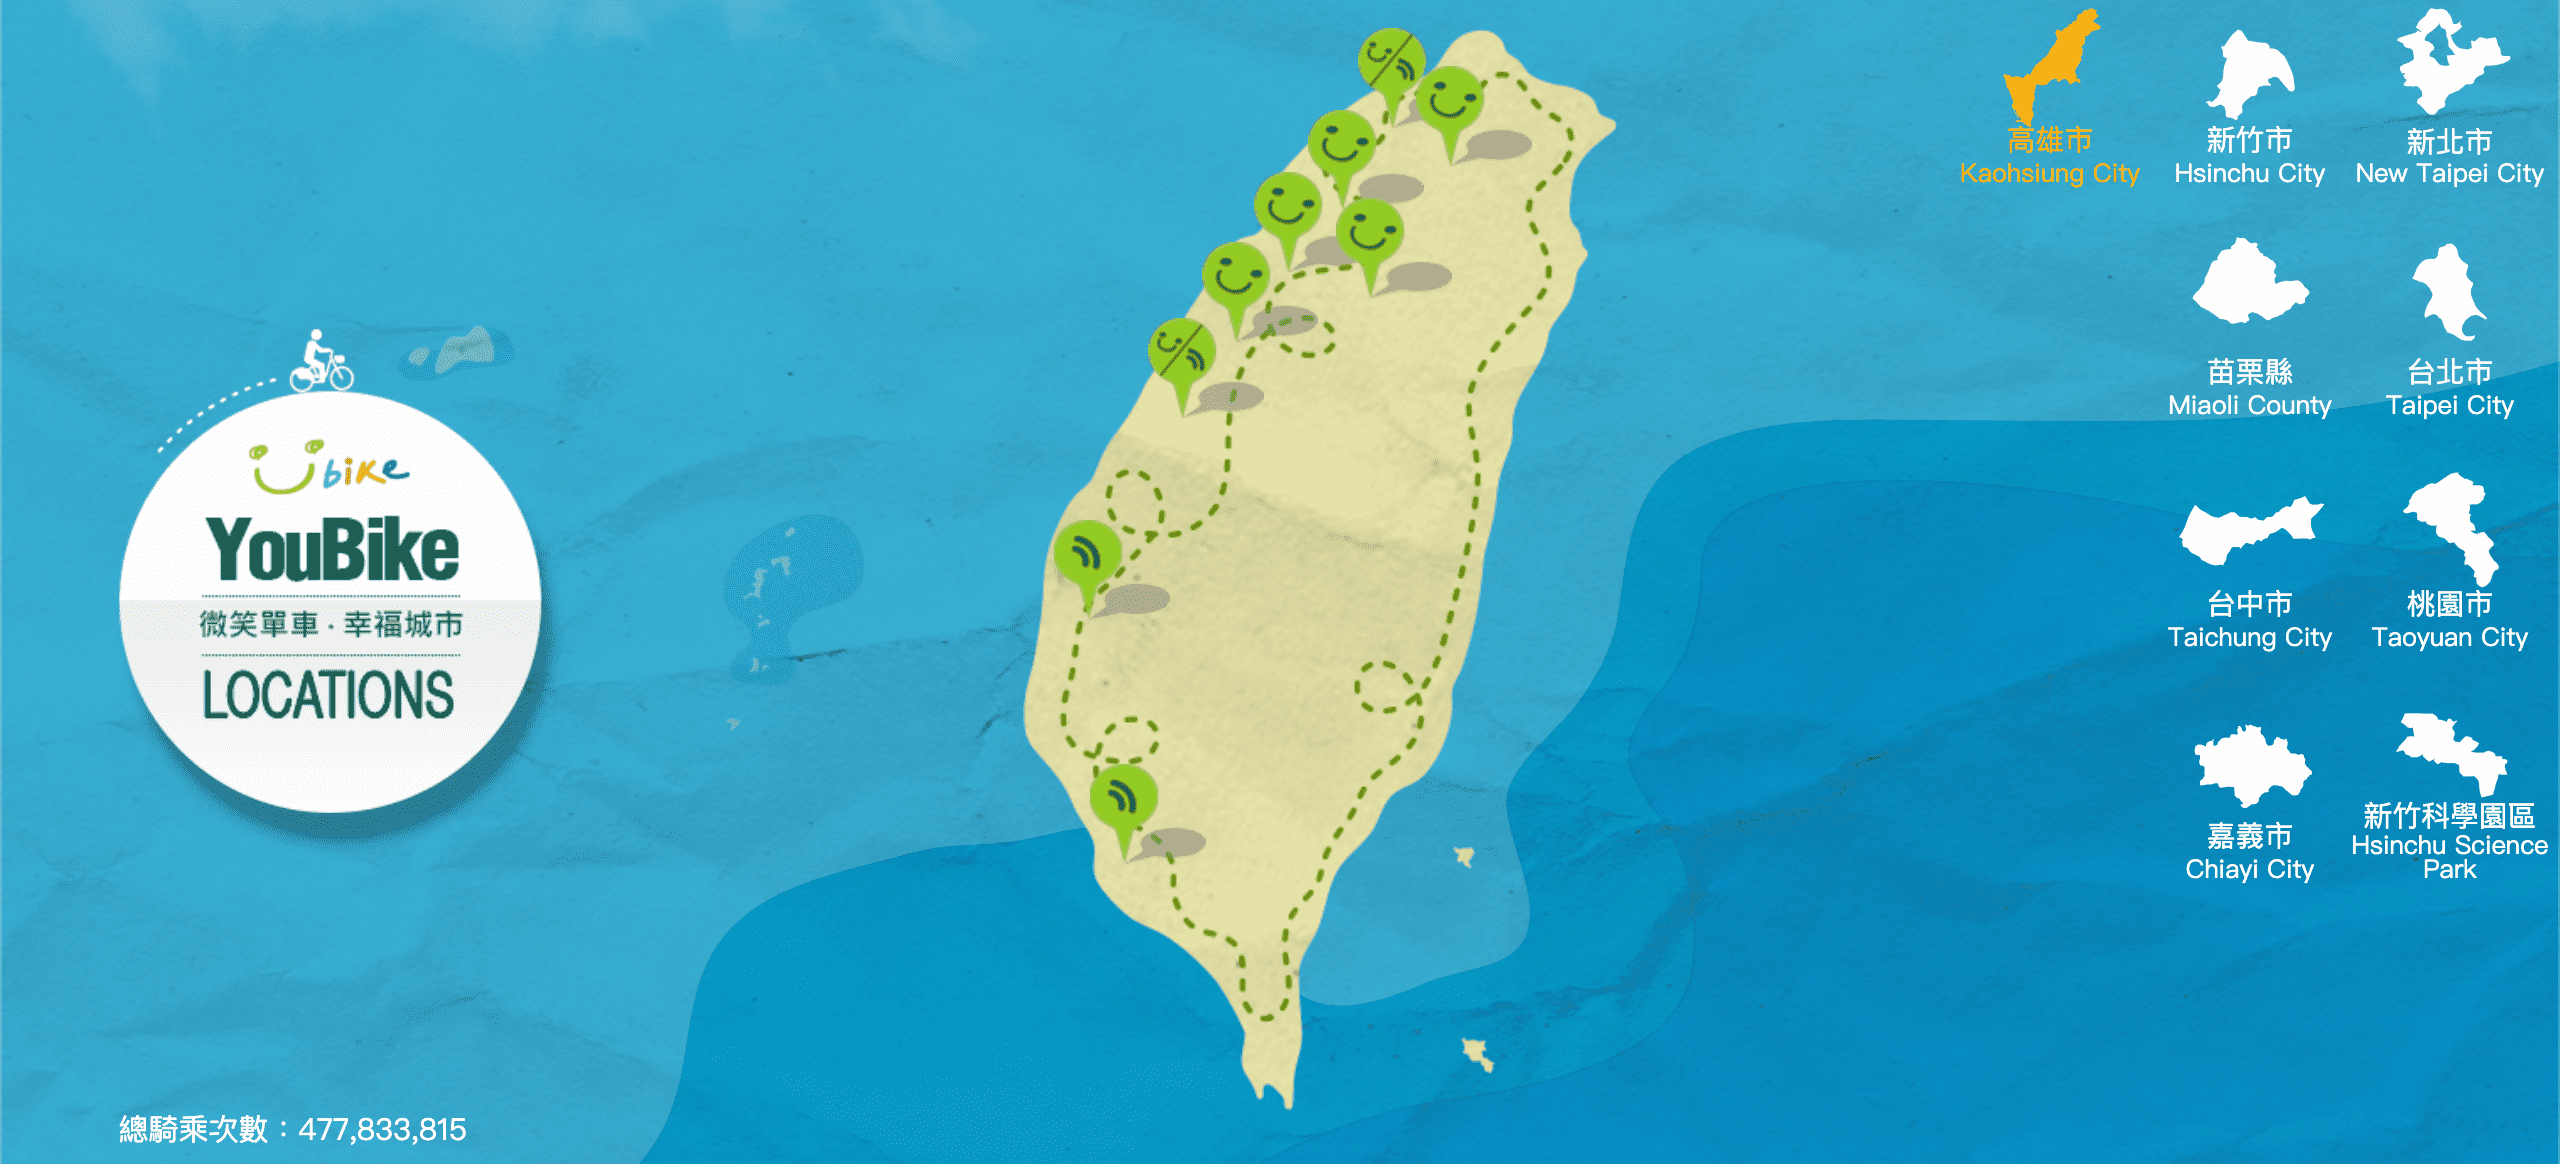 Ubike
YouBike
微笑單車．幸福城市
LOCATIONS
總騎乘次數：477,833,815
高雄市
Kaohsiung City
新竹市
Hsinchu City
新北市
New Taipei City
苗栗縣
Miaoli County
台北市
Taipei City
台中市
Taichung City
桃園市
Taoyuan City
嘉義市
Chiayi City
新竹科學園區
Hsinchu Science
Park